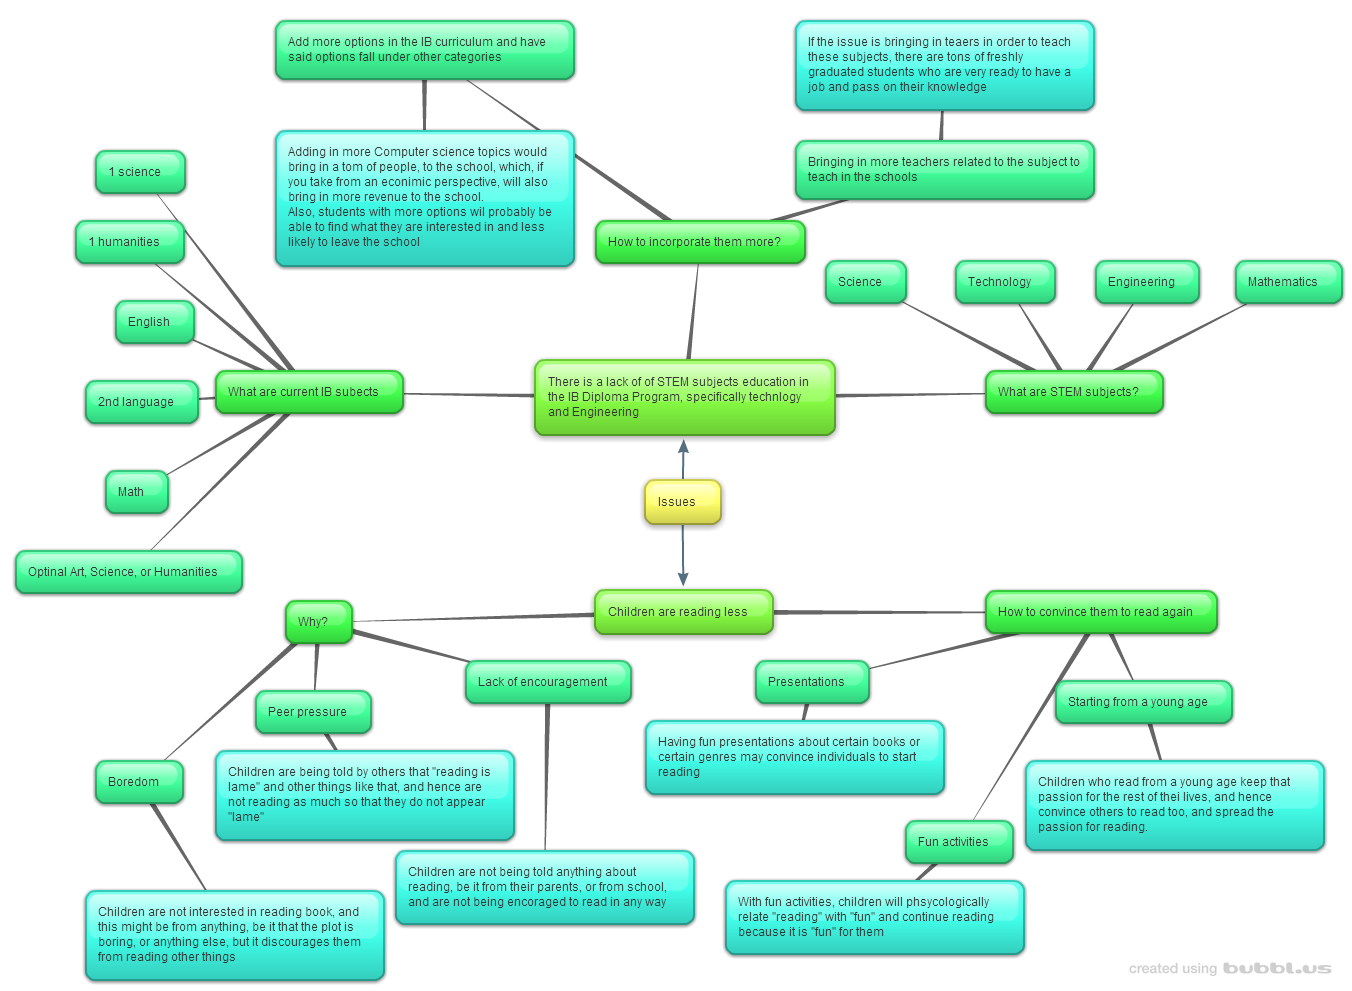 Add more options in the IB curriculum and have
said options fall under other categories
If the issue is bringing in teaers in order to teach
these subjects, there are tons of freshly
graduated students who are very ready to have a
job and pass on their knowledge
Adding in more Computer science topics would
bring in a tom of people, to the school, which, if
you take from an econimic perspective, will also
bring in more revenue to the school.
Also, students with more options wil probably be
able to find what they are interested in and less
likely to leave the school
Bringing in more teachers related to the subject to
teach in the schools
1 science
1 humanities
English
2nd language
Math
Optinal Art, Science, or Humanities
What are current IB subects
How to incorporate them more?
Science
Technology
Engineering
Mathematics
There is a lack of of STEM subjects education in
the IB Diploma Program, specifically technlogy
and Engineering
What are STEM subjects?
Issues
Children are reading less
Why?
How to convince them to read again
Lack of encouragement
Peer pressure
Boredom
Children are being told by others that "reading is
lame" and other things like that, and hence are
not reading as much so that they do not appear
"lame"
Children are not being told anything about
reading, be it from their parents, or from school,
and are not being encoraged to read in any way
Children are not interested in reading book, and
this might be from anything, be it that the plot is
boring, or anything else, but it discourages them
from reading other things
Presentations
Starting from a young age
Having fun presentations about certain books or
certain genres may convince individuals to start
reading
Children who read from a young age keep that
passion for the rest of thei lives, and hence
convince others to read too, and spread the
passion for reading.
Fun activities
With fun activities, children will phsycologically
relate "reading" with "fun" and continue reading
because it is "fun" for them
created using bubbl.us